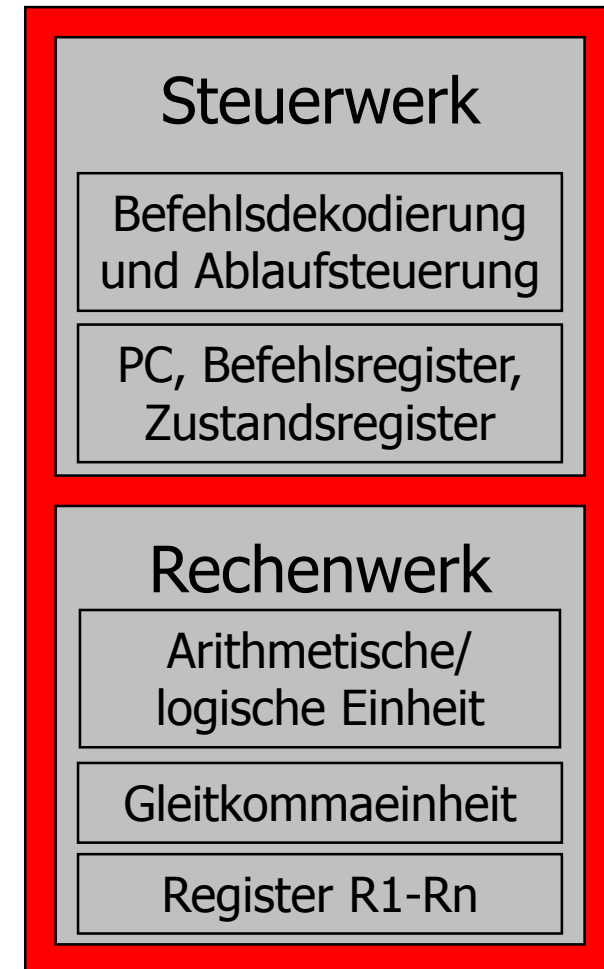 Steuerwerk
Befehlsdekodierung
und Ablaufsteuerung
PC, Befehlsregister,
Zustandsregister
Rechenwerk
Arithmetische/
logische Einheit
Gleitkommaeinheit
Register R1-Rn